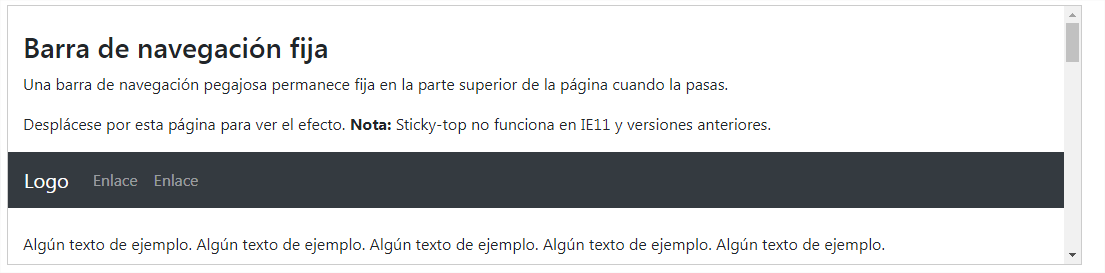 Barra de navegación fija
Una barra de navegación pegajosa permanece fija en la parte superior de la página cuando la pasas.
Desplácese por esta página para ver el efecto. Nota: Sticky-top no funciona en IE11 y versiones anteriores.
Logo Enlace Enlace
Algún texto de ejemplo. Algún texto de ejemplo. Algún texto de ejemplo. Algún texto de ejemplo. Algún texto de ejemplo.